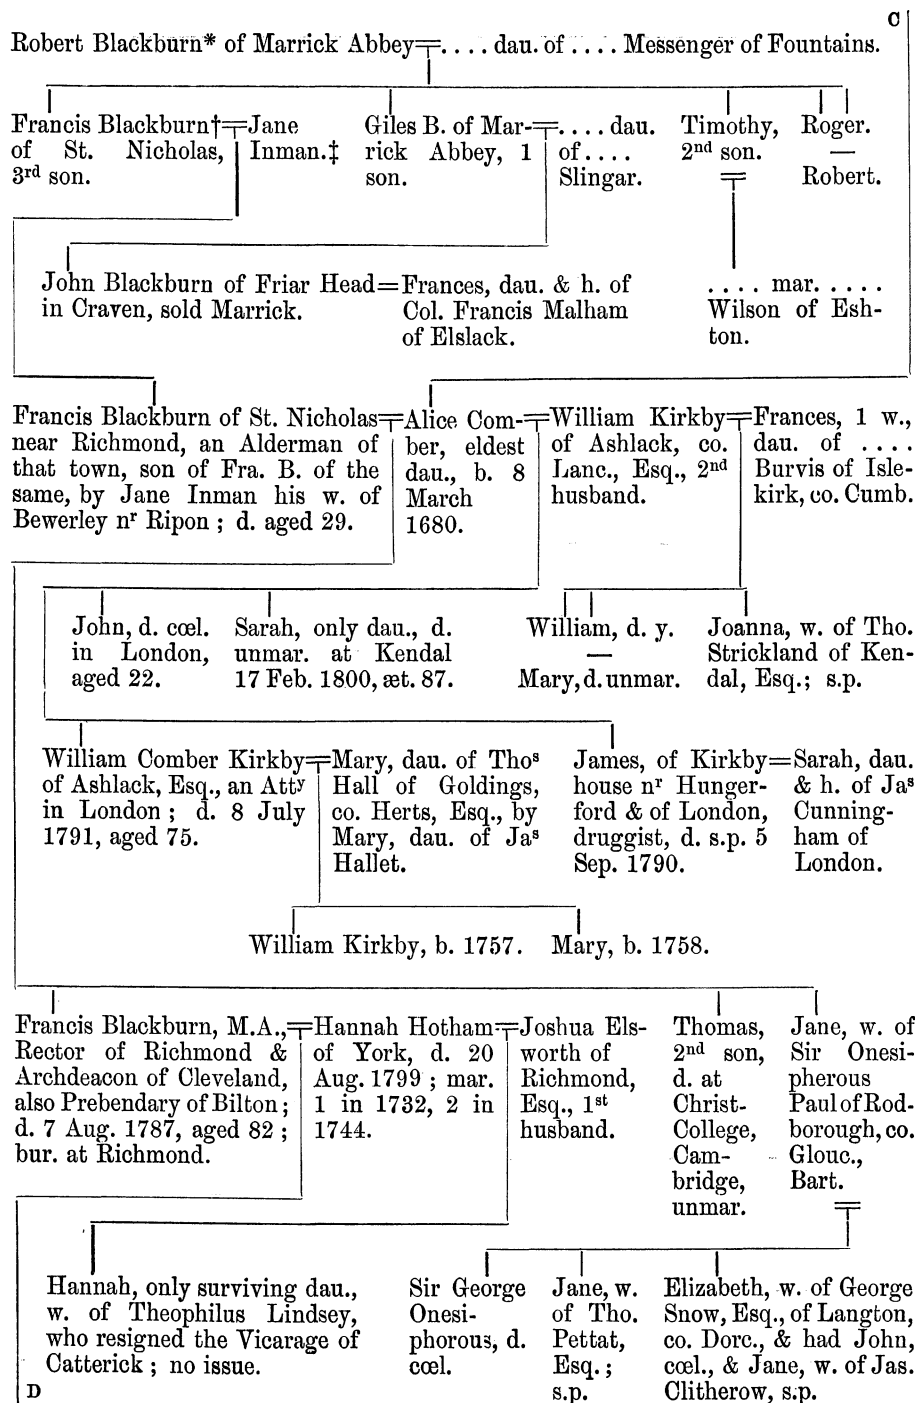 C
Robert Blackburn* of Marrick Abbey=.... dau. of .... Messenger of Fountains.
Francis Blackburn†=Jane
of St. Nicholas, Inman.‡
3rd son.
Giles B. of Mar-=.... dau.
rick Abbey, 1 of....
son. Slingar.
Timothy,
2nd son.
Roger.
—
Robert.
John Blackburn of Friar Head=Frances, dau. & h. of
in Craven, sold Marrick. Col. Francis Malham
of Elslack.
.... mar. .....
Wilson of Esh-
ton.
Francis Blackburn of St. Nicholas=
near Richmond, an Alderman of
that town, son of Fra. B. of the
same, by Jane Inman his w. of
Bewerley nr Ripon ; d. aged 29.
Alice Com-=
ber, eldest
dau., b. 8
March
1680.
William Kirkby=
of Ashlack, co.
Lanc., Esq., 2nd
husband.
Frances, 1 w.,
dau. of ....
Burvis of Isle-
kirk, co. Cumb.
John, d. cœl.
in London,
aged 22.
Sarah, only dau., d.
unmar. at Kendal
17 Feb. 1800, æt. 87.
William, d. y.
—
Mary, d. unmar.
Joanna, w. of Tho.
Strickland of Ken-
dal, Esq.; s.p.
William Comber Kirkby=
of Ashlack, Esq., an Atty
in London ; d. 8 July
1791, aged 75.
Mary, dau. of Thos
Hall of Goldings,
co. Herts, Esq., by
Mary, dau. of Jas
Hallet.
James, of Kirkby=
house nr Hunger-
ford & of London,
druggist, d. s.p. 5
Sep. 1790.
Sarah, dau.
& h. of Jas
Cunning-
ham of
London.
William Kirkby, b. 1757. Mary, b. 1758.
Francis Blackburn, M.A.,=
Rector of Richmond &
Archdeacon of Cleveland,
also Prebendary of Bilton ;
d. 7 Aug. 1787, aged 82 ;
bur. at Richmond.
Hannah Hotham=
of York, d. 20
Aug. 1799 ; mar.
1 in 1732, 2 in
1744.
Joshua Els-
worth of
Richmond,
Esq., 1st
husband.
Thomas,
2nd son,
d. at
Christ-
College,
Cam-
bridge,
unmar.
Jane, w. of
Sir Onesi-
pherous
Paul of Rod-
borough, co.
Glouc.,
Bart.
Hannah, only surviving dau.,
w. of Theophilus Lindsey,
who resigned the Vicarage of
Catterick ; no issue.
Sir George
Onesi-
phorous, d.
cœl.
Jane, w.
of Tho.
Pettat,
Esq. ;
s.p.
Elizabeth, w. of George
Snow, Esq., of Langton,
co. Dorc., & had John,
cœl., & Jane, w. of Jas.
Clitherow, s.p.
D